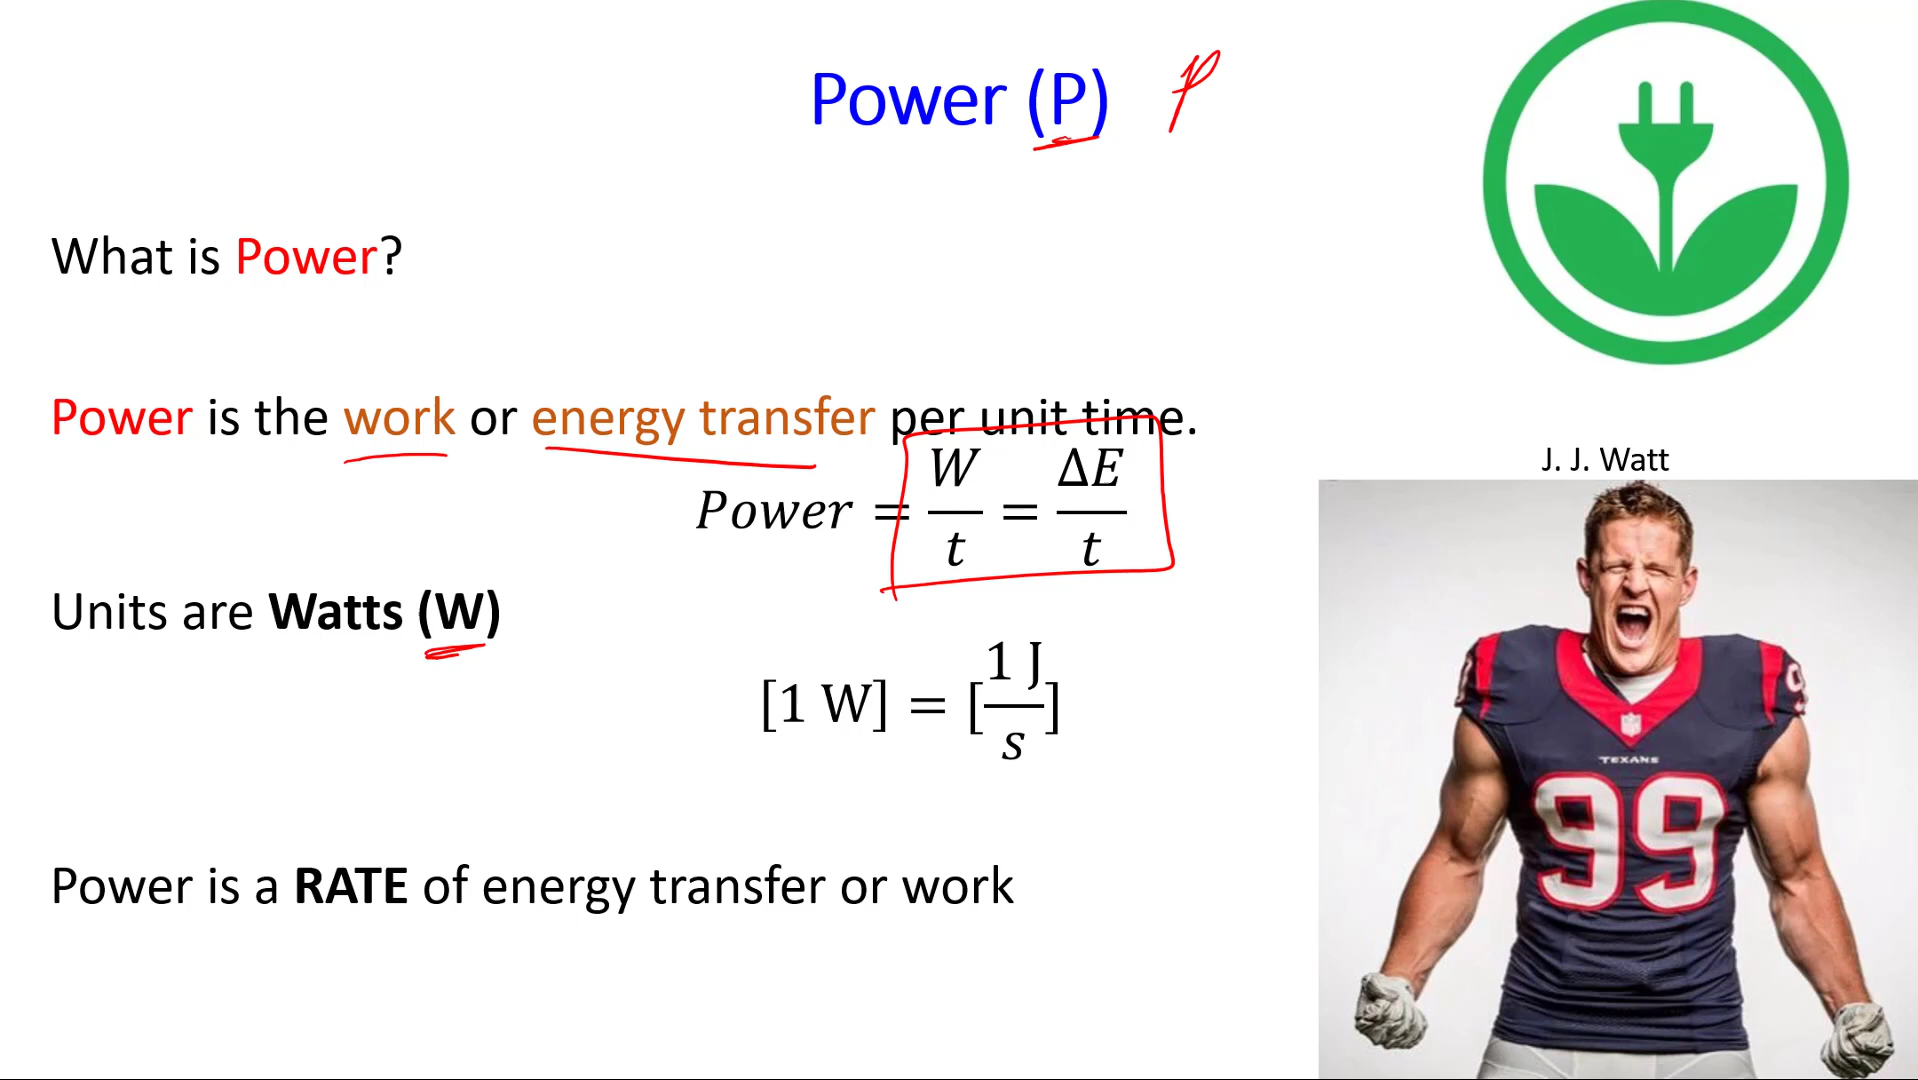 Power (P) P
What is Power?
Power is the work or energy transfer per unit time.
Power = W/t = ΔE/t
Units are Watts (W)
[1 W] = [1 J/s]
Power is a RATE of energy transfer or work
J. J. Watt
TEXANS
99
9